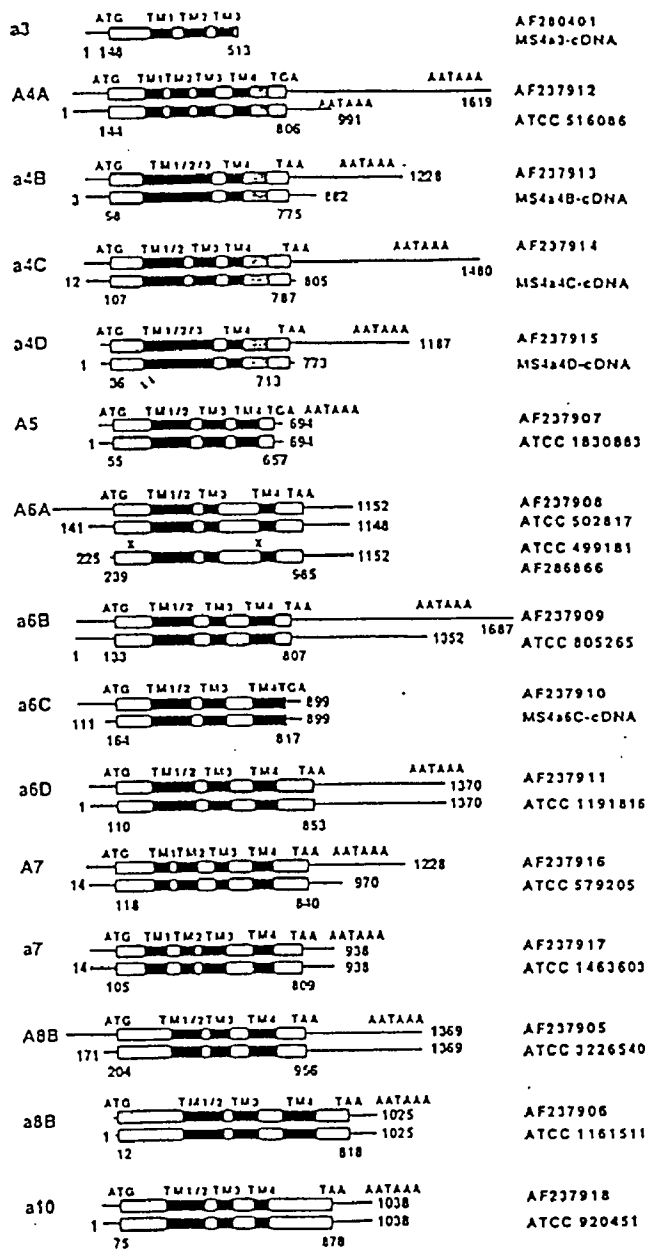 ATG TM1 TM2 TM3 AF280401
a3
1 148 513 MS4a3-cDNA
ATG TM1 TM2 TM3 TM4 TGA AATAAA AF237912
A4A AATAAA 1619
1 991 ATCC 516086
144 806
ATG TM1/2/3 TM4 TAA AATAAA AF237913
a4B 1228
3 882 MS4a4B-cDNA
98 775
ATG TM1/2 TM3 TM4 TAA AATAAA AF237914
a4C 1480
12 805 MS4a4C-cDNA
107 787
ATG TM1/2/3 TM4 TAA AATAAA AF237915
a4D 1187
1 773 MS4a4D-cDNA
36 713
ATG TM1/2 TM3 TM4 TGA AATAAA
A5 694 AF237907
1 694 ATCC 1830883
55 657
ATG TM1/2 TM3 TM4 TAA
A6A 1152 AF237908
141 1148 ATCC 502817
x x ATCC 499181
225 1152 AF286866
239 985
ATG TM1/2 TM3 TM4 TAA AATAAA AF237909
a6B 1687
1 1352 ATCC 805265
133 807
ATG TM1/2 TM3 TM4 TGA AF237910
a6C 899
111 899 MS4a6C-cDNA
164 817
ATG TM1/2 TM3 TM4 TAA AATAAA AF237911
a6D 1370
1 1370 ATCC 1191816
110 853
ATG TM1 TM2 TM3 TM4 TAA AATAAA
A7 1228 AF237916
14 970 ATCC 579205
118 840
ATG TM1 TM2 TM3 TM4 TAA AATAAA
a7 938 AF237917
14 938 ATCC 1463603
105 809
ATG TM1/2 TM3 TM4 TAA AATAAA
A8B 1369 AF237905
171 1369 ATCC 3226540
204 956
ATG TM1/2 TM3 TM4 TAA AATAAA
a8B 1025 AF237906
1 1025 ATCC 1161511
12 818
ATG TM1/2 TM3 TM4 TAA AATAAA
a10 1038 AF237918
1 1038 ATCC 920451
75 878